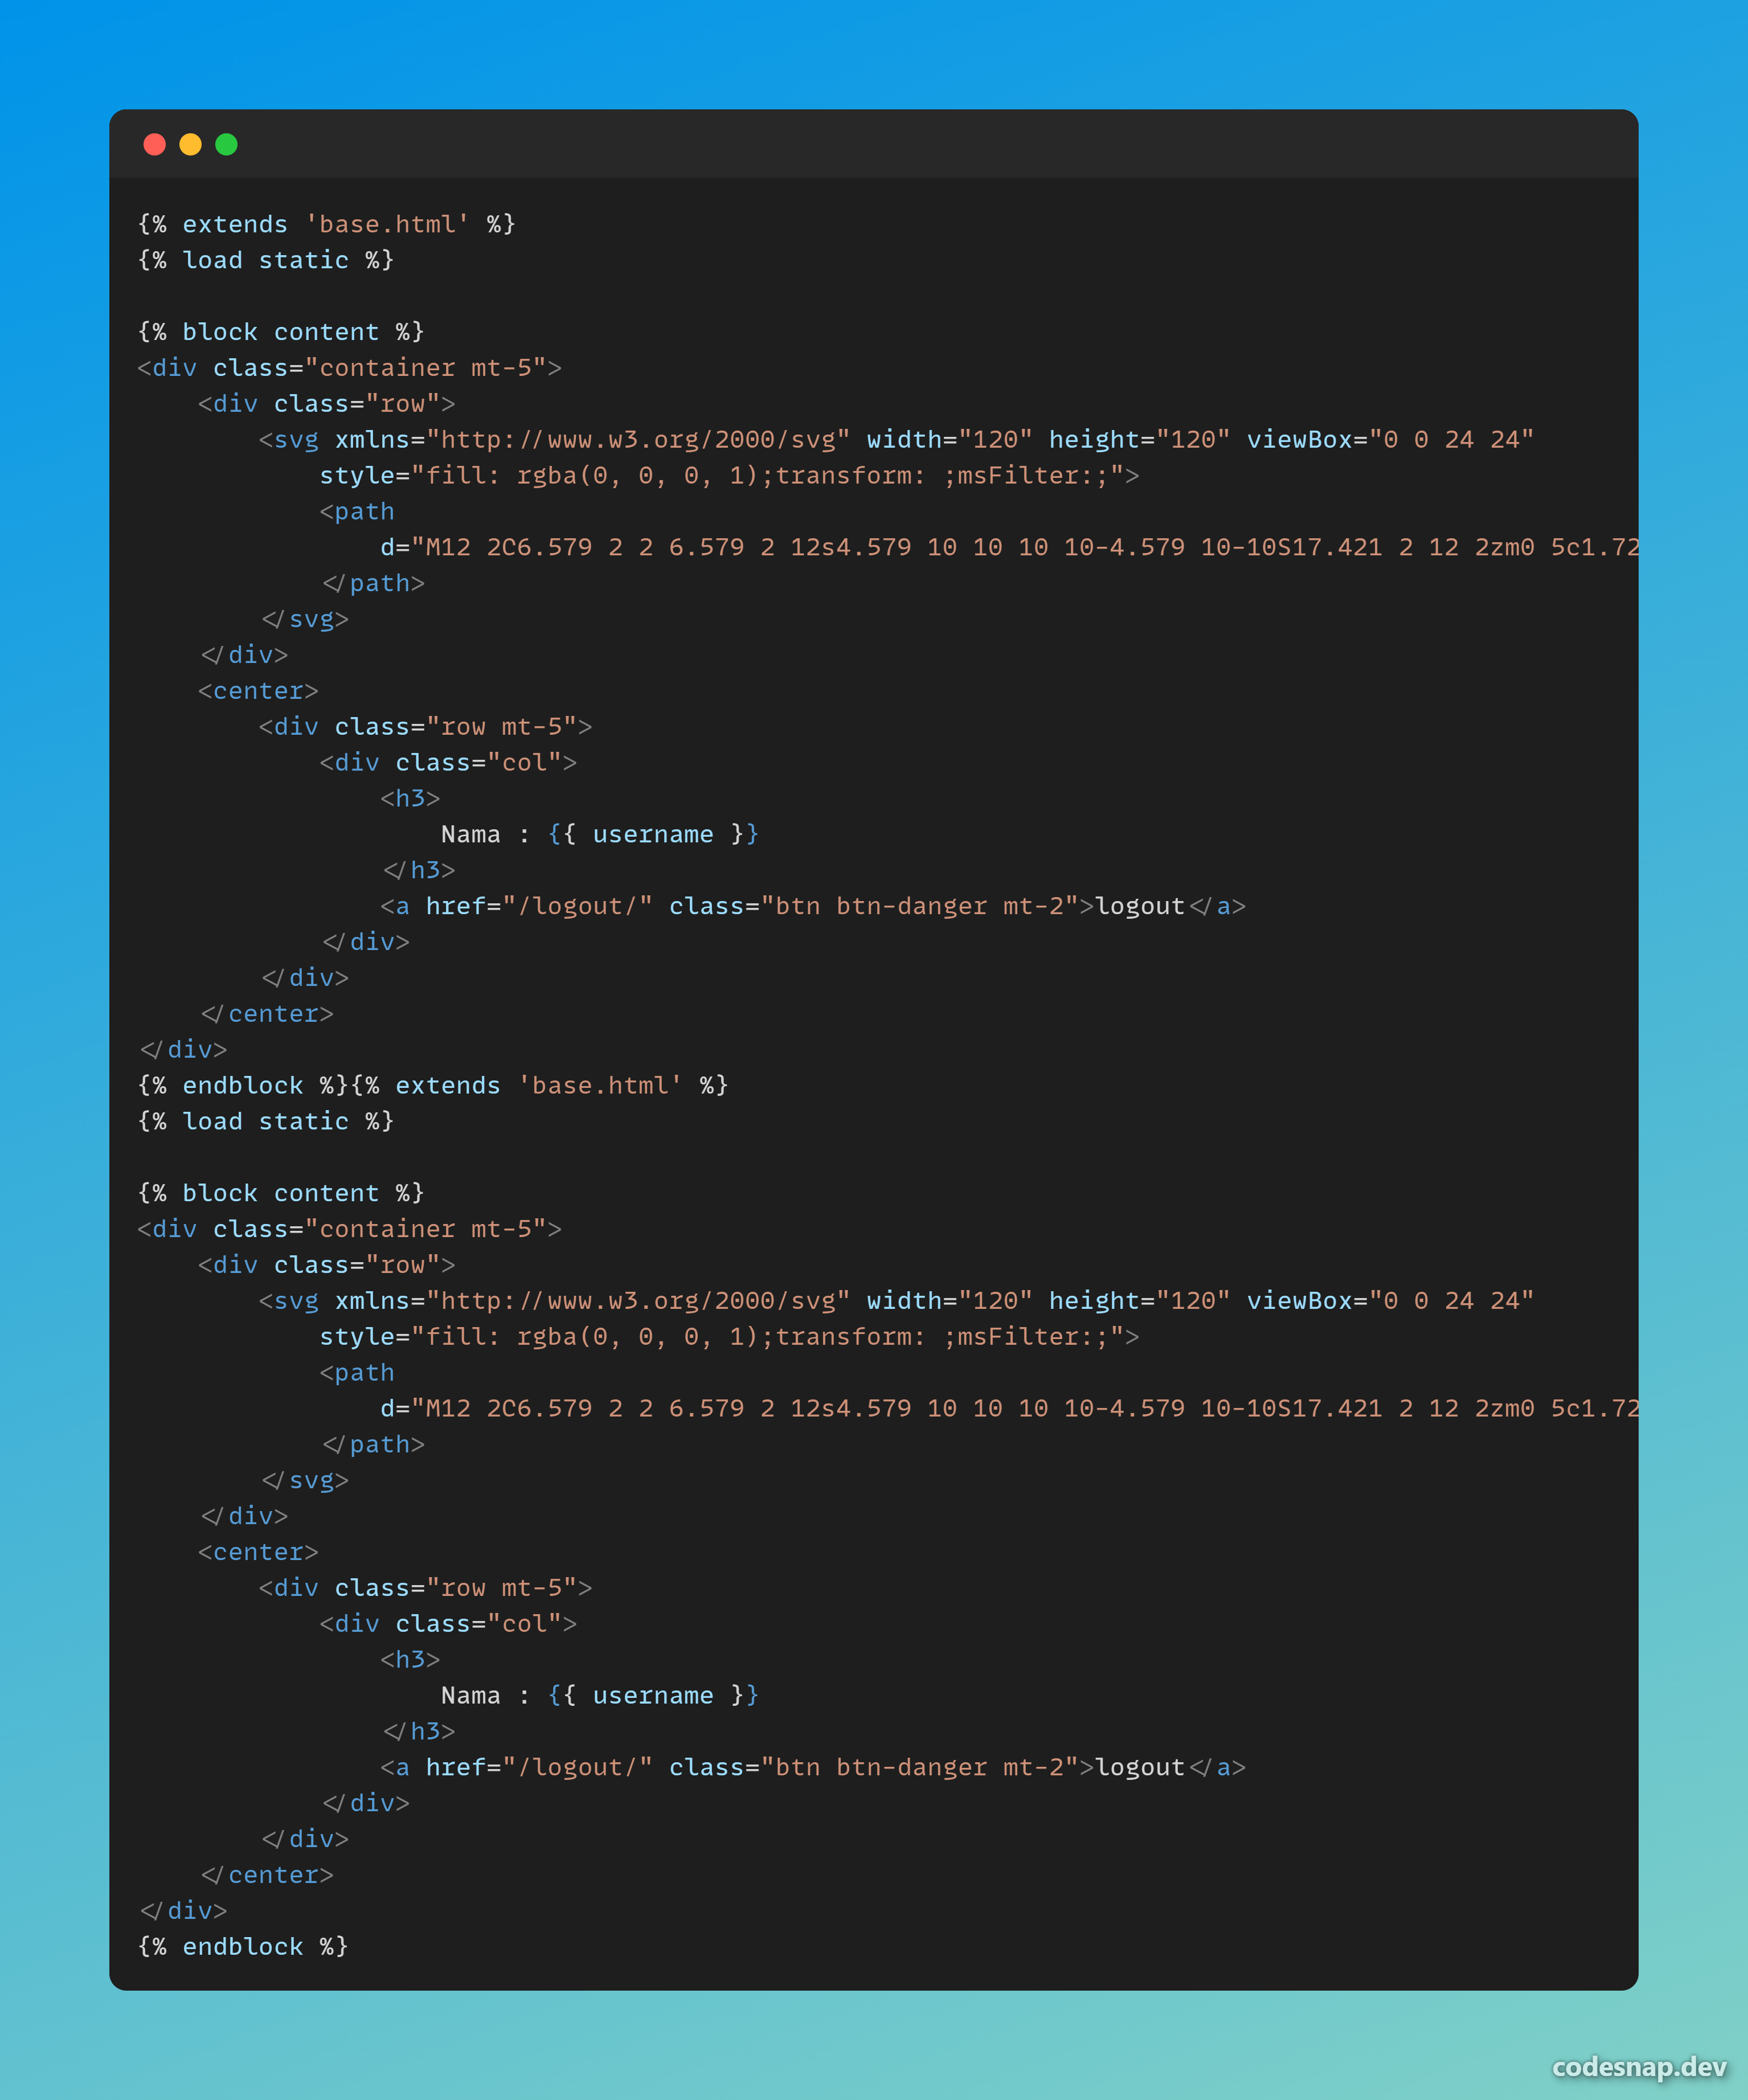 {% extends 'base.html' %}
{% load static %}

{% block content %}
<div class="container mt-5">
    <div class="row">
        <svg xmlns="http://www.w3.org/2000/svg" width="120" height="120" viewBox="0 0 24 24"
            style="fill: rgba(0, 0, 0, 1);transform: ;msFilter:;">
            <path
                d="M12 2C6.579 2 2 6.579 2 12s4.579 10 10 10 10-4.579 10-10S17.421 2 12 2zm0 5c1.72
            </path>
        </svg>
    </div>
    <center>
        <div class="row mt-5">
            <div class="col">
                <h3>
                    Nama : {{ username }}
                </h3>
                <a href="/logout/" class="btn btn-danger mt-2">logout</a>
            </div>
        </div>
    </center>
</div>
{% endblock %}{% extends 'base.html' %}
{% load static %}

{% block content %}
<div class="container mt-5">
    <div class="row">
        <svg xmlns="http://www.w3.org/2000/svg" width="120" height="120" viewBox="0 0 24 24"
            style="fill: rgba(0, 0, 0, 1);transform: ;msFilter:;">
            <path
                d="M12 2C6.579 2 2 6.579 2 12s4.579 10 10 10 10-4.579 10-10S17.421 2 12 2zm0 5c1.72
            </path>
        </svg>
    </div>
    <center>
        <div class="row mt-5">
            <div class="col">
                <h3>
                    Nama : {{ username }}
                </h3>
                <a href="/logout/" class="btn btn-danger mt-2">logout</a>
            </div>
        </div>
    </center>
</div>
{% endblock %}
codesnap.dev